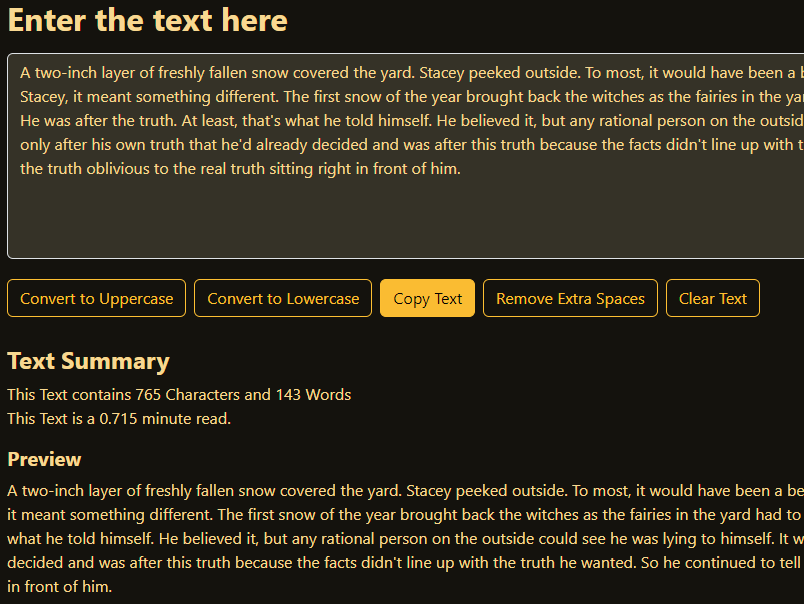 Enter the text here
A two-inch layer of freshly fallen snow covered the yard. Stacey peeked outside. To most, it would have been a
Stacey, it meant something different. The first snow of the year brought back the witches as the fairies in the
He was after the truth. At least, that's what he told himself. He believed it, but any rational person on the
only after his own truth that he'd already decided and was after this truth because the facts didn't line up with
the truth oblivious to the real truth sitting right in front of him.
Convert to Uppercase
Convert to Lowercase
Copy Text
Remove Extra Spaces
Clear Text
Text Summary
This Text contains 765 Characters and 143 Words
This Text is a 0.715 minute read.
Preview
A two-inch layer of freshly fallen snow covered the yard. Stacey peeked outside. To most, it would have been a
it meant something different. The first snow of the year brought back the witches as the fairies in the yard had to
what he told himself. He believed it, but any rational person on the outside could see he was lying to himself. It
decided and was after this truth because the facts didn't line up with the truth he wanted. So he continued to tell
in front of him.